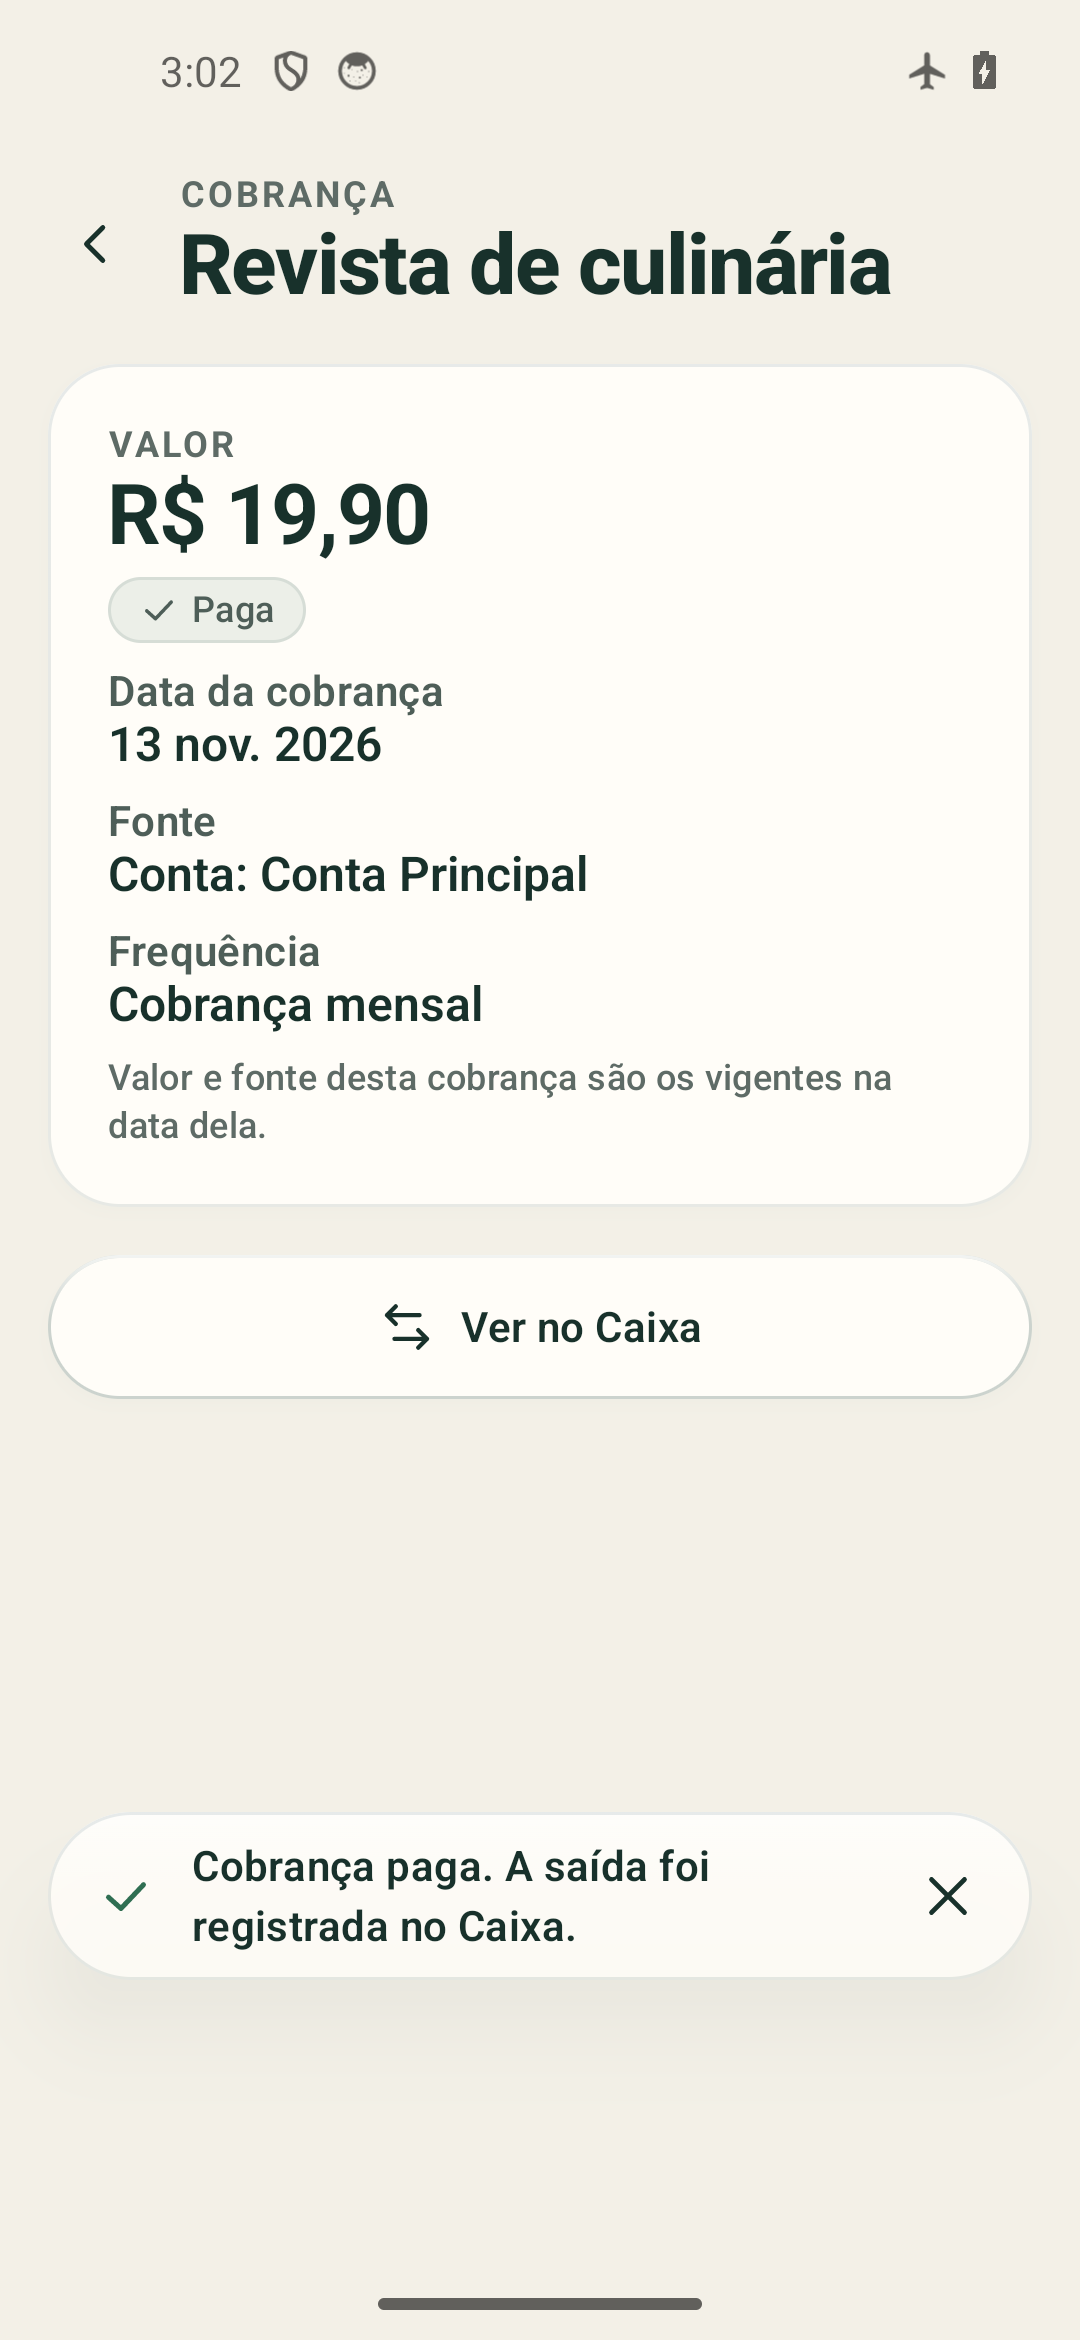 3:02
COBRANÇA
Revista de culinária
VALOR
R$ 19,90
Paga
Data da cobrança
13 nov. 2026
Fonte
Conta: Conta Principal
Frequência
Cobrança mensal
Valor e fonte desta cobrança são os vigentes na
data dela.
Ver no Caixa
Cobrança paga. A saída foi
registrada no Caixa.